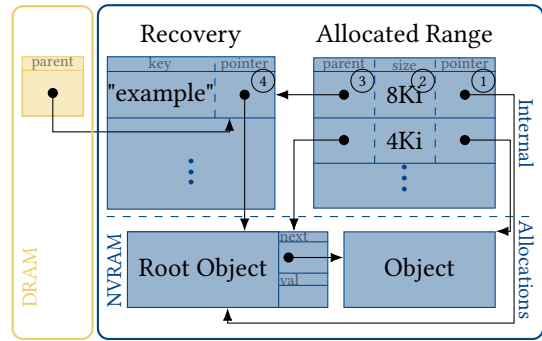 Recovery
Allocated Range
parent
key
pointer
parent
size
pointer
4
3
2
1
"example"
8Ki
4Ki
Internal
Allocations
NVRAM
DRAM
Root Object
next
val
Object